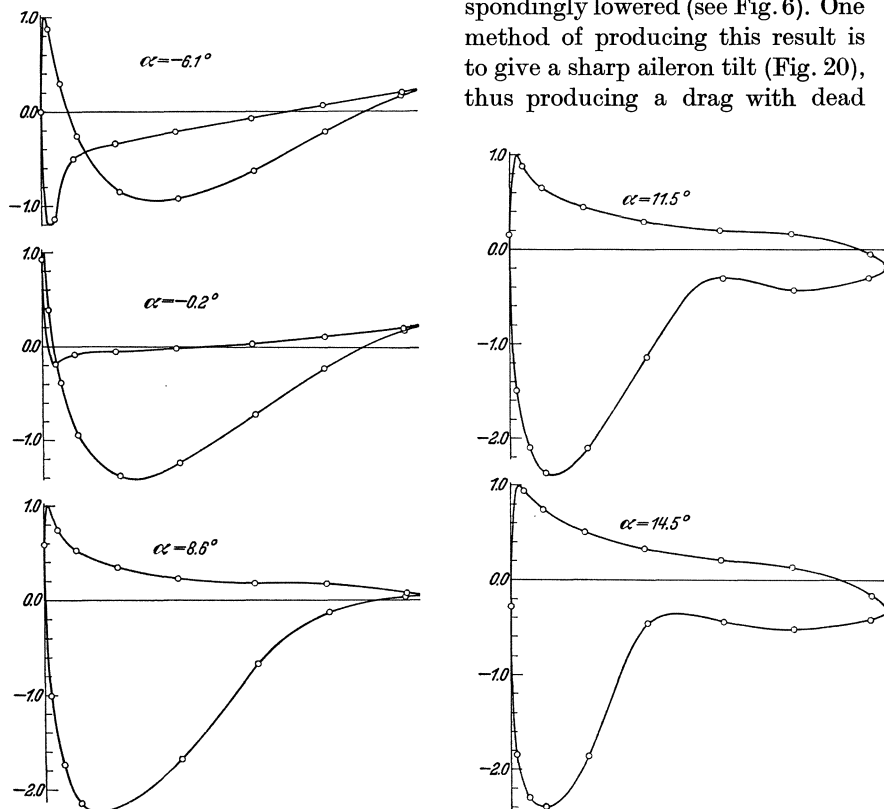 1.0
α=−6.1°
0.0
−1.0
1.0
α=−0.2°
0.0
−1.0
1.0
α=8.6°
0.0
−1.0
−2.0
spondingly lowered (see Fig. 6). One
method of producing this result is
to give a sharp aileron tilt (Fig. 20),
thus producing a drag with dead
1.0
α=11.5°
0.0
−1.0
−2.0
1.0
α=14.5°
0.0
−1.0
−2.0